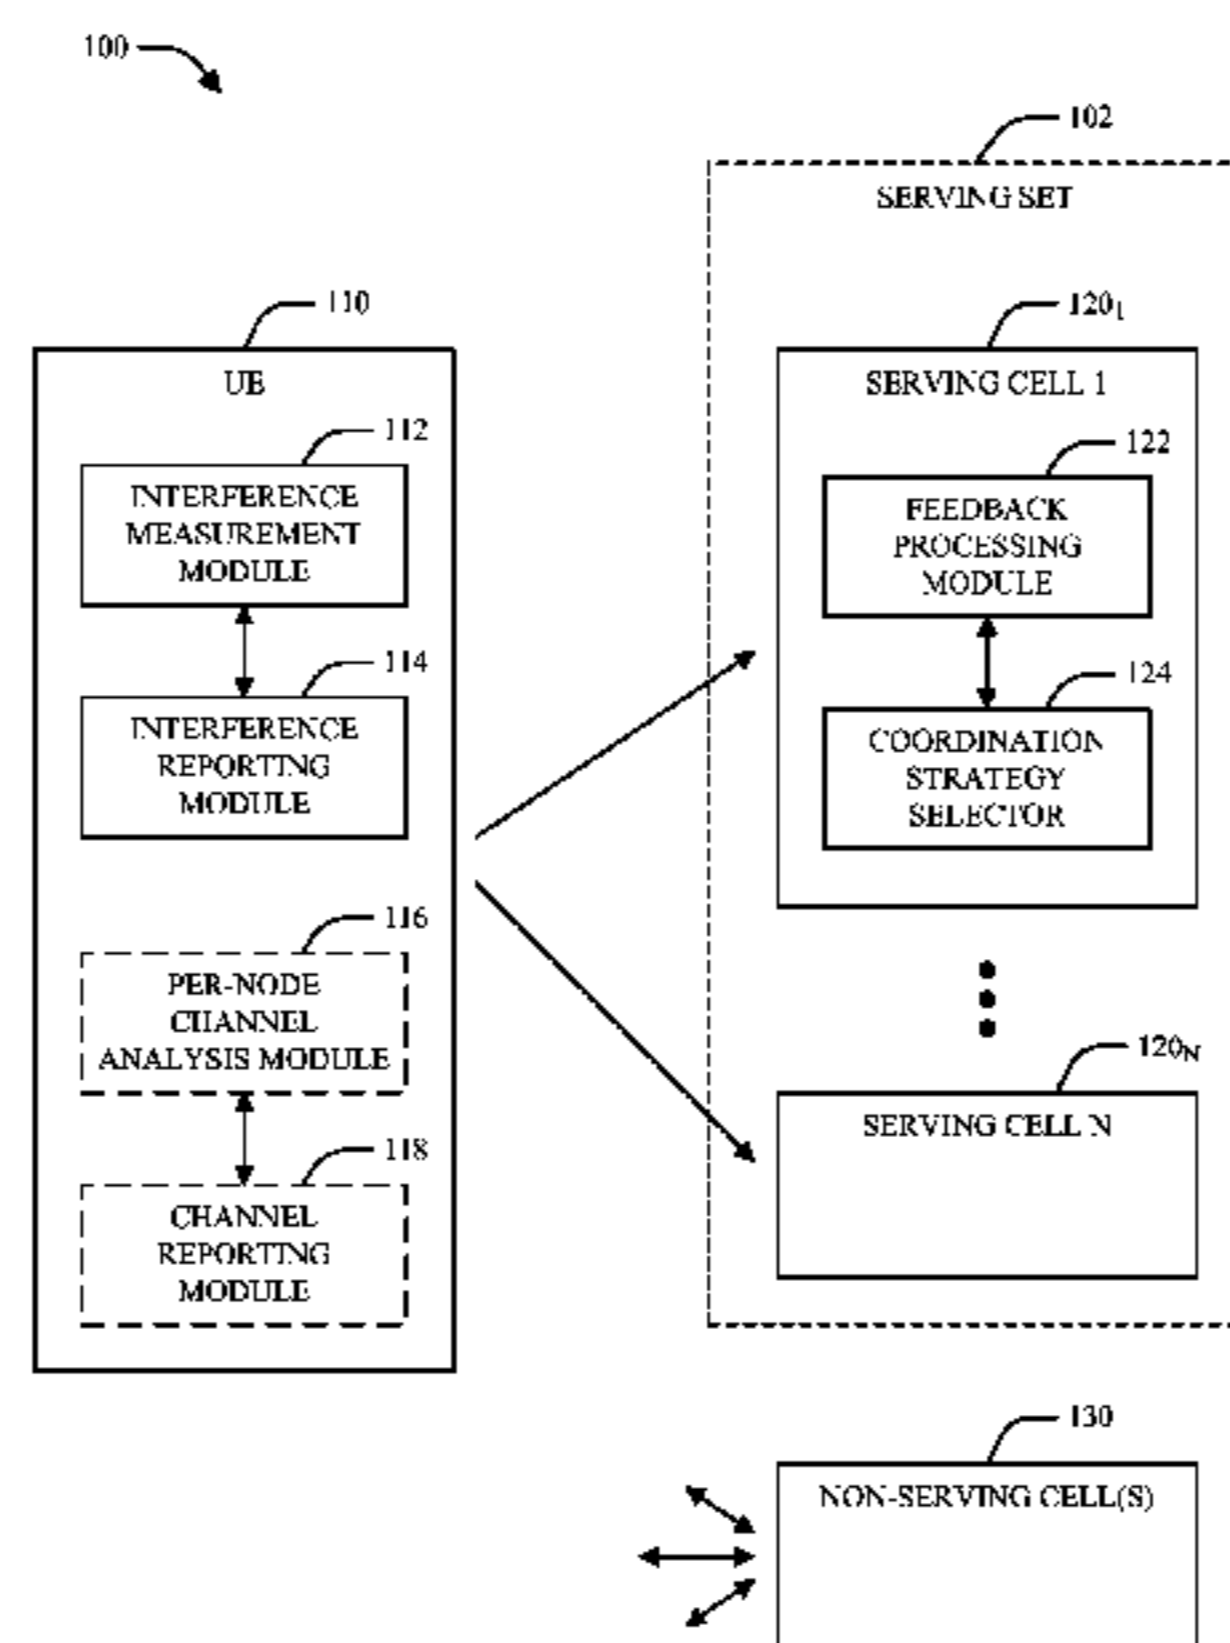 100
102
SERVING SET
110
UE
112
INTERFERENCE
MEASUREMENT
MODULE
114
INTERFERENCE
REPORTING
MODULE
116
PER-NODE
CHANNEL
ANALYSIS MODULE
118
CHANNEL
REPORTING
MODULE
120₁
SERVING CELL 1
122
FEEDBACK
PROCESSING
MODULE
124
COORDINATION
STRATEGY
SELECTOR
120N
SERVING CELL N
130
NON-SERVING CELL(S)